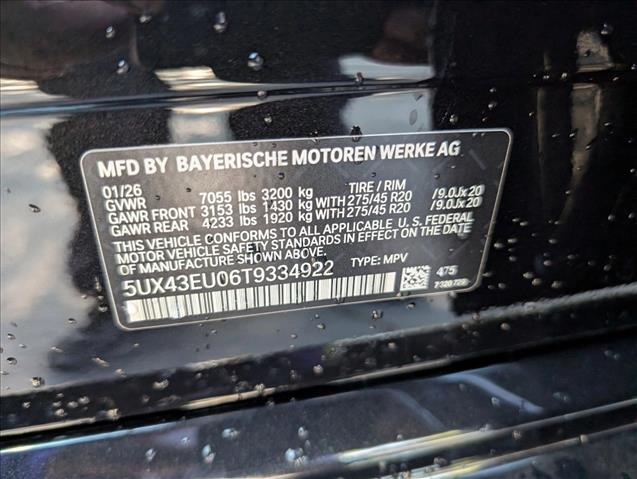 MFD BY BAYERISCHE MOTOREN WERKE AG
01/26 TIRE / RIM
GVWR 7055 lbs 3200 kg
GAWR FRONT 3153 lbs 1430 kg WITH 275/45 R20 /9.0Jx20
GAWR REAR 4233 lbs 1920 kg WITH 275/45 R20 /9.0Jx20
THIS VEHICLE CONFORMS TO ALL APPLICABLE U.S. FEDERAL
MOTOR VEHICLE SAFETY STANDARDS IN EFFECT ON THE DATE
OF MANUFACTURE SHOWN ABOVE.
5UX43EU06T9334922 TYPE: MPV
475